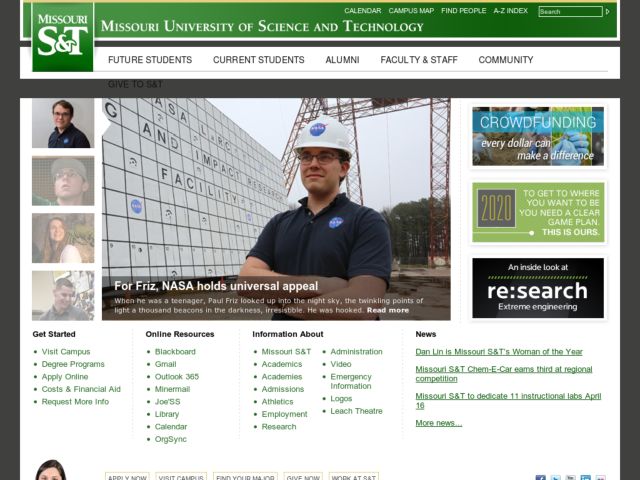 MISSOURI
S&T
MISSOURI UNIVERSITY OF SCIENCE AND TECHNOLOGY
CALENDAR CAMPUS MAP FIND PEOPLE A-Z INDEX
Search
FUTURE STUDENTS CURRENT STUDENTS ALUMNI FACULTY & STAFF COMMUNITY
GIVE TO S&T
NASA
G AND IMPACT RESEARCH
FACILITY
NASA
NASA
For Friz, NASA holds universal appeal
When he was a teenager, Paul Friz looked up into the night sky, the twinkling points of
light a thousand beacons in the darkness, irresistible. He was hooked. Read more
CROWDFUNDING
every dollar can
make a difference
2020
TO GET TO WHERE
YOU WANT TO BE
YOU NEED A CLEAR
GAME PLAN.
THIS IS OURS.
An inside look at
re:search
Extreme engineering
Get Started
Visit Campus
Degree Programs
Apply Online
Costs & Financial Aid
Request More Info
Online Resources
Blackboard
Gmail
Outlook 365
Minermail
Joe'SS
Library
Calendar
OrgSync
Information About
Missouri S&T
Academics
Academies
Admissions
Athletics
Employment
Research
Administration
Video
Emergency
Information
Logos
Leach Theatre
News
Dan Lin is Missouri S&T's Woman of the Year
Missouri S&T Chem-E-Car earns third at regional
competition
Missouri S&T to dedicate 11 instructional labs April
16
More news...
APPLY NOW VISIT CAMPUS FIND YOUR MAJOR GIVE NOW WORK AT S&T